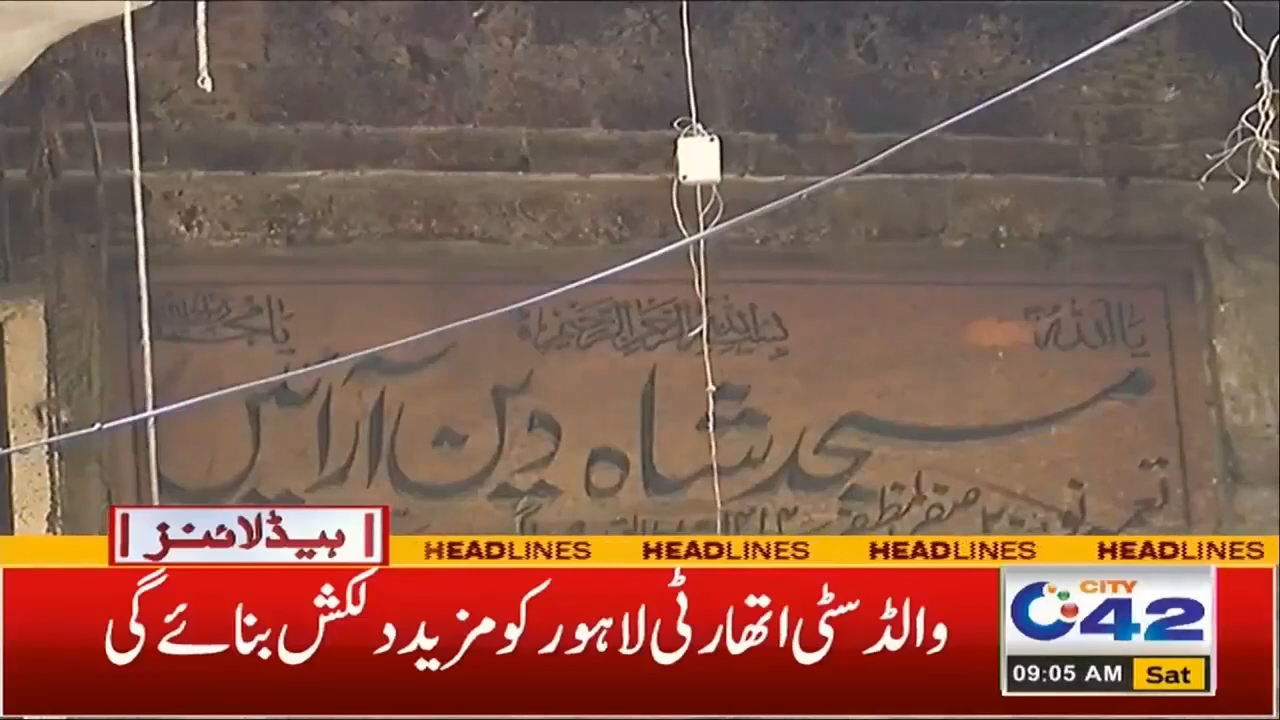 یا اللہ بسم اللہ الرحمن الرحیم یا محمد
مسجد شاہ دین آرائیں
ہیڈلائنز
HEADLINES HEADLINES HEADLINES HEADLINES
والڈ سٹی اتھارٹی لاہور کو مزید دلکش بنائے گی
CITY
42
09:05 AM Sat